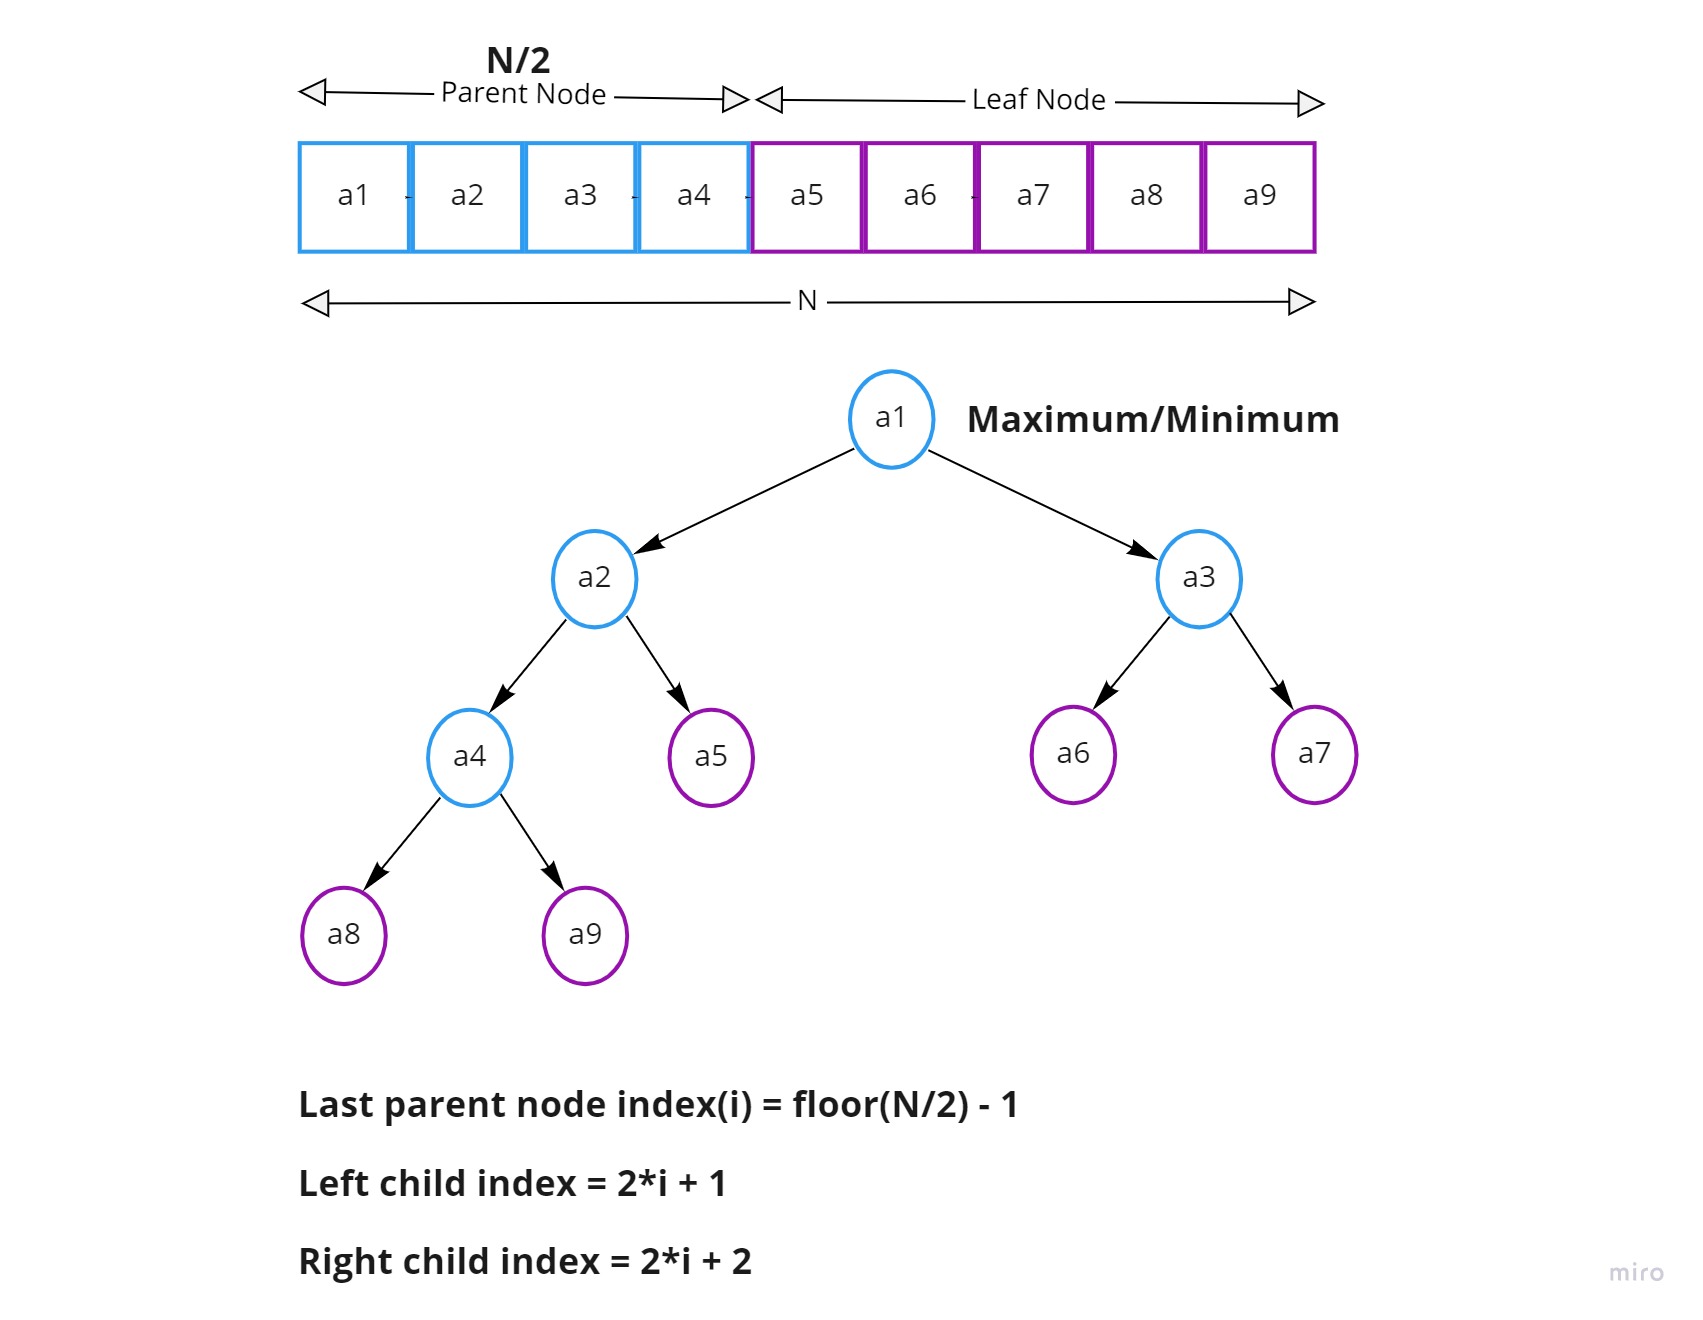 N/2
Parent Node
Leaf Node
a1 a2 a3 a4 a5 a6 a7 a8 a9
N
a1 Maximum/Minimum
a2 a3
a4 a5 a6 a7
a8 a9
Last parent node index(i) = floor(N/2) - 1
Left child index = 2*i + 1
Right child index = 2*i + 2
miro